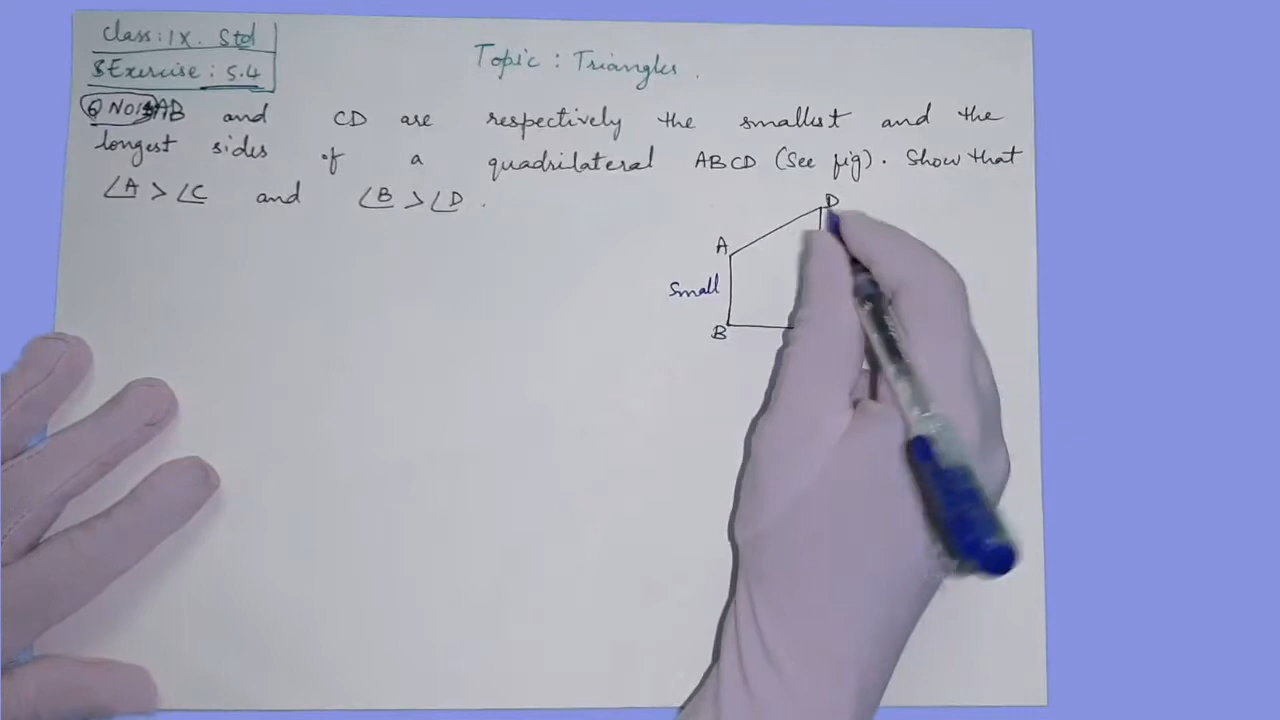 Class: IX. Std
Exercise: 5.4
Topic: Triangles.
AB and CD are respectively the smallest and the
longest sides of a quadrilateral ABCD (See fig). Show that
∠A > ∠C and ∠B > ∠D.
D
A
Small
B